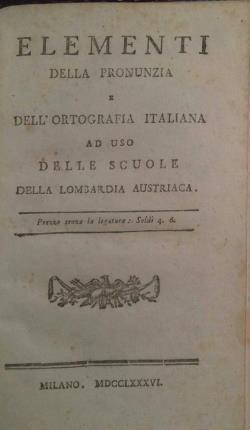 ELEMENTI
DELLA PRONUNZIA
E
DELL'ORTOGRAFIA ITALIANA
AD USO
DELLE SCUOLE
DELLA LOMBARDIA AUSTRIACA.
Prezzo senza la legatura: Soldi 4. 6.
MILANO. MDCCLXXXVI.